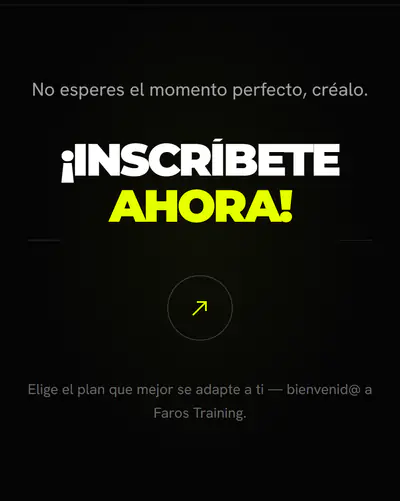 No esperes el momento perfecto, créalo.
¡INSCRÍBETE
AHORA!
Elige el plan que mejor se adapte a ti — bienvenid@ a
Faros Training.